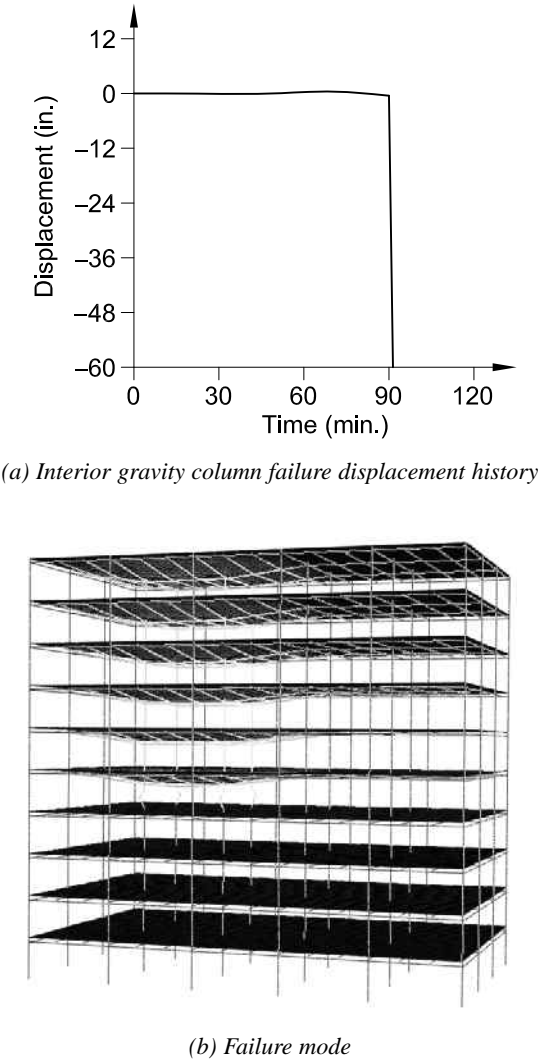 12
0
–12
–24
–36
–48
–60
Displacement (in.)
0 30 60 90 120
Time (min.)
(a) Interior gravity column failure displacement history
(b) Failure mode